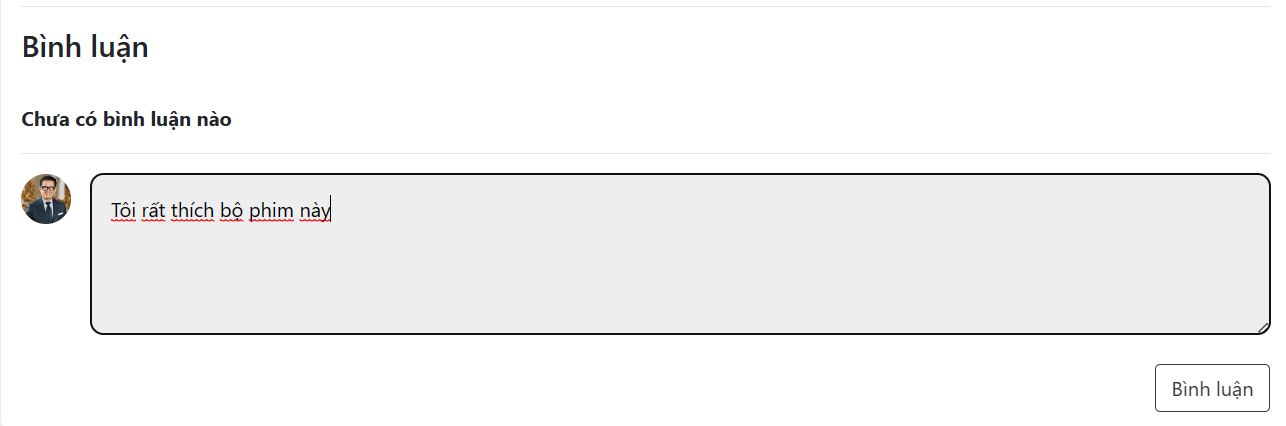 Bình luận
Chưa có bình luận nào
Tôi rất thích bộ phim này
Bình luận